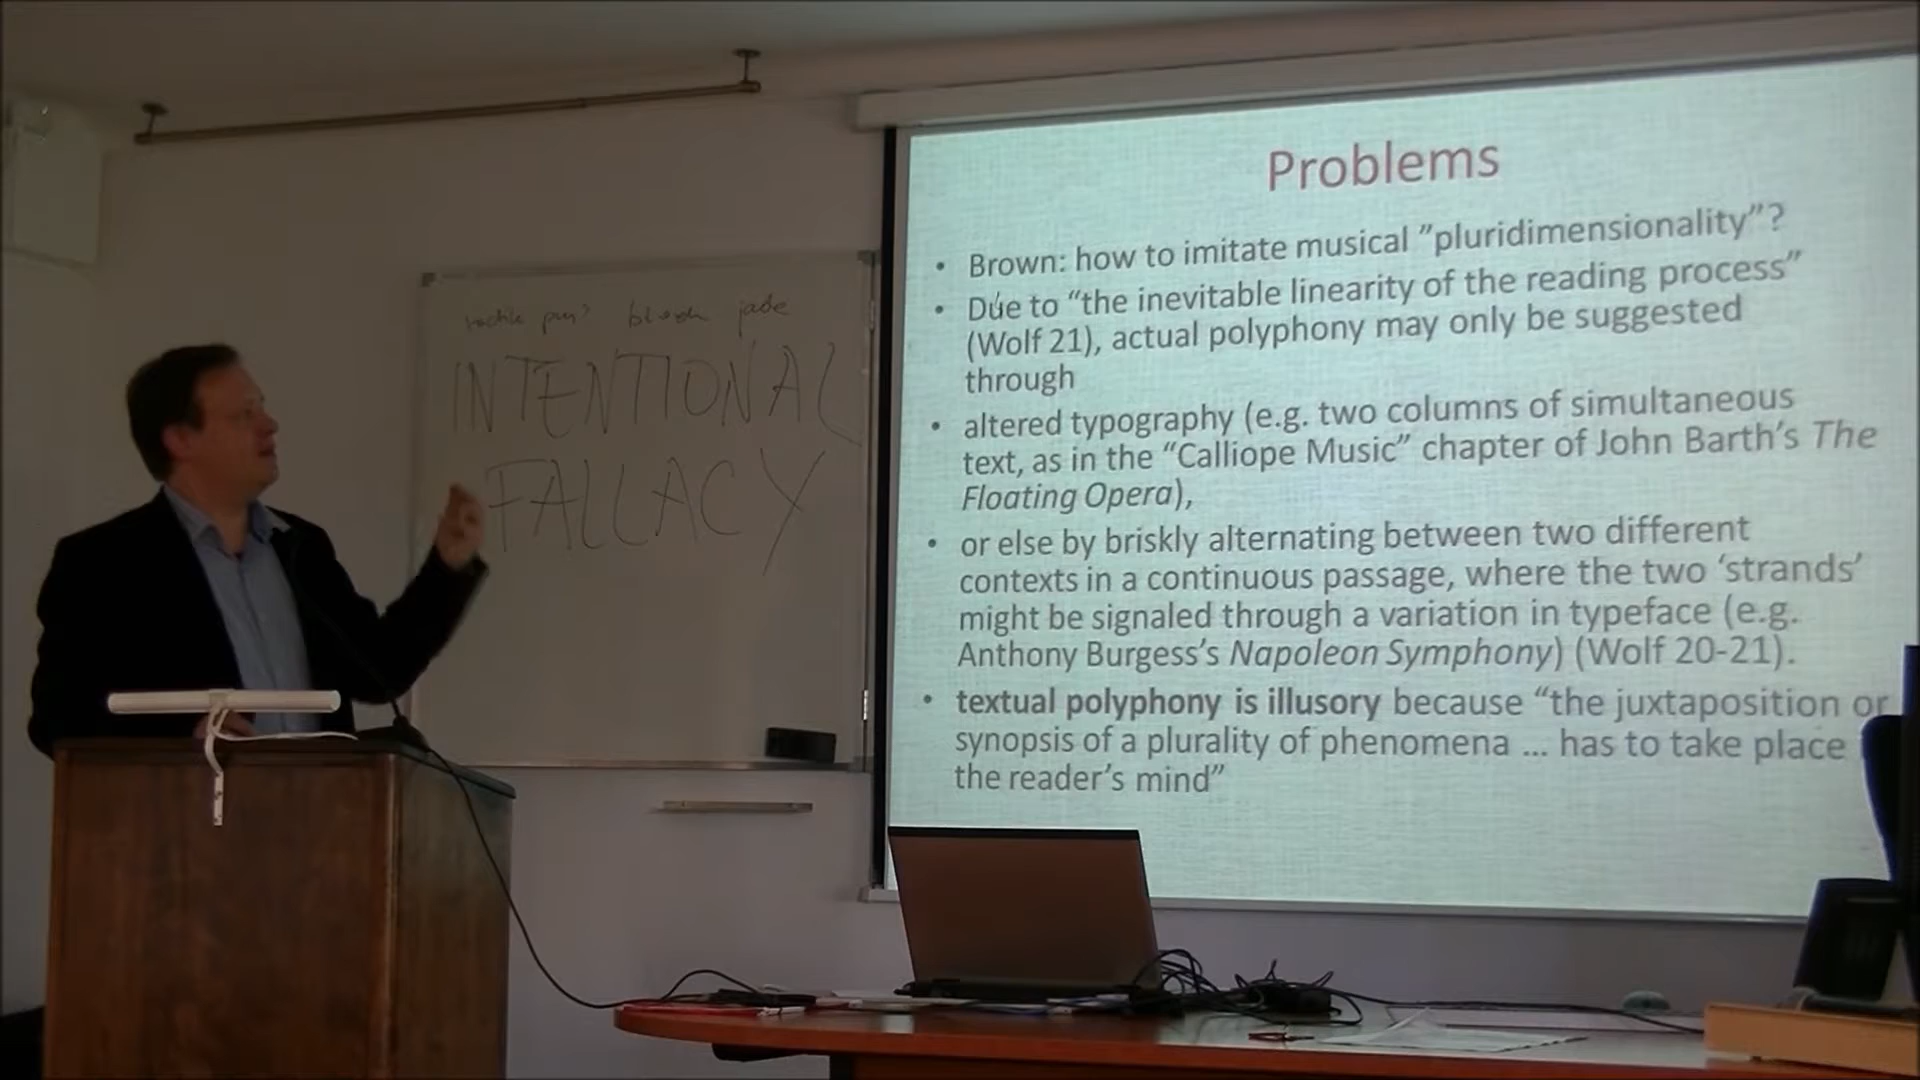 jade
INTENTIONAL
FALLACY
Problems
• Brown: how to imitate musical ”pluridimensionality”?
• Due to “the inevitable linearity of the reading process”
(Wolf 21), actual polyphony may only be suggested
through
• altered typography (e.g. two columns of simultaneous
text, as in the “Calliope Music” chapter of John Barth’s The
Floating Opera),
• or else by briskly alternating between two different
contexts in a continuous passage, where the two ‘strands’
might be signaled through a variation in typeface (e.g.
Anthony Burgess’s Napoleon Symphony) (Wolf 20-21).
• textual polyphony is illusory because “the juxtaposition or
synopsis of a plurality of phenomena ... has to take place
the reader’s mind”